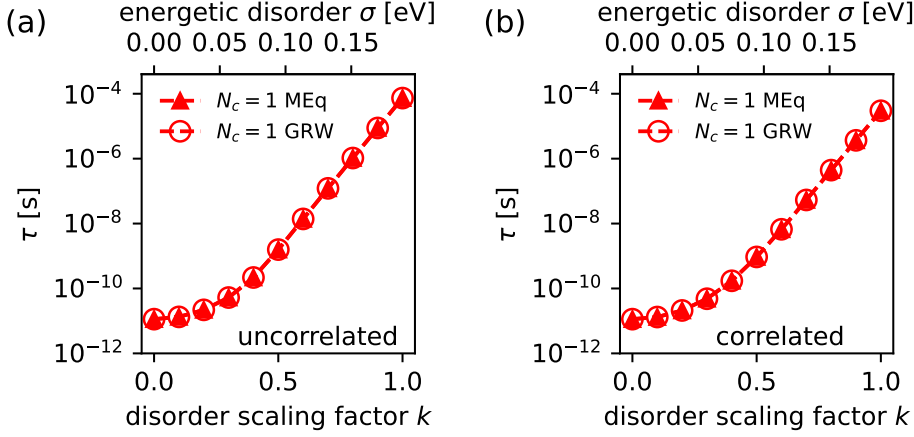 (a)
energetic disorder σ [eV]
0.00 0.05 0.10 0.15
τ [s]
10⁻⁴
10⁻⁶
10⁻⁸
10⁻¹⁰
10⁻¹²
N_c = 1 MEq
N_c = 1 GRW
uncorrelated
0.0 0.5 1.0
disorder scaling factor k
(b)
energetic disorder σ [eV]
0.00 0.05 0.10 0.15
τ [s]
10⁻⁴
10⁻⁶
10⁻⁸
10⁻¹⁰
10⁻¹²
N_c = 1 MEq
N_c = 1 GRW
correlated
0.0 0.5 1.0
disorder scaling factor k